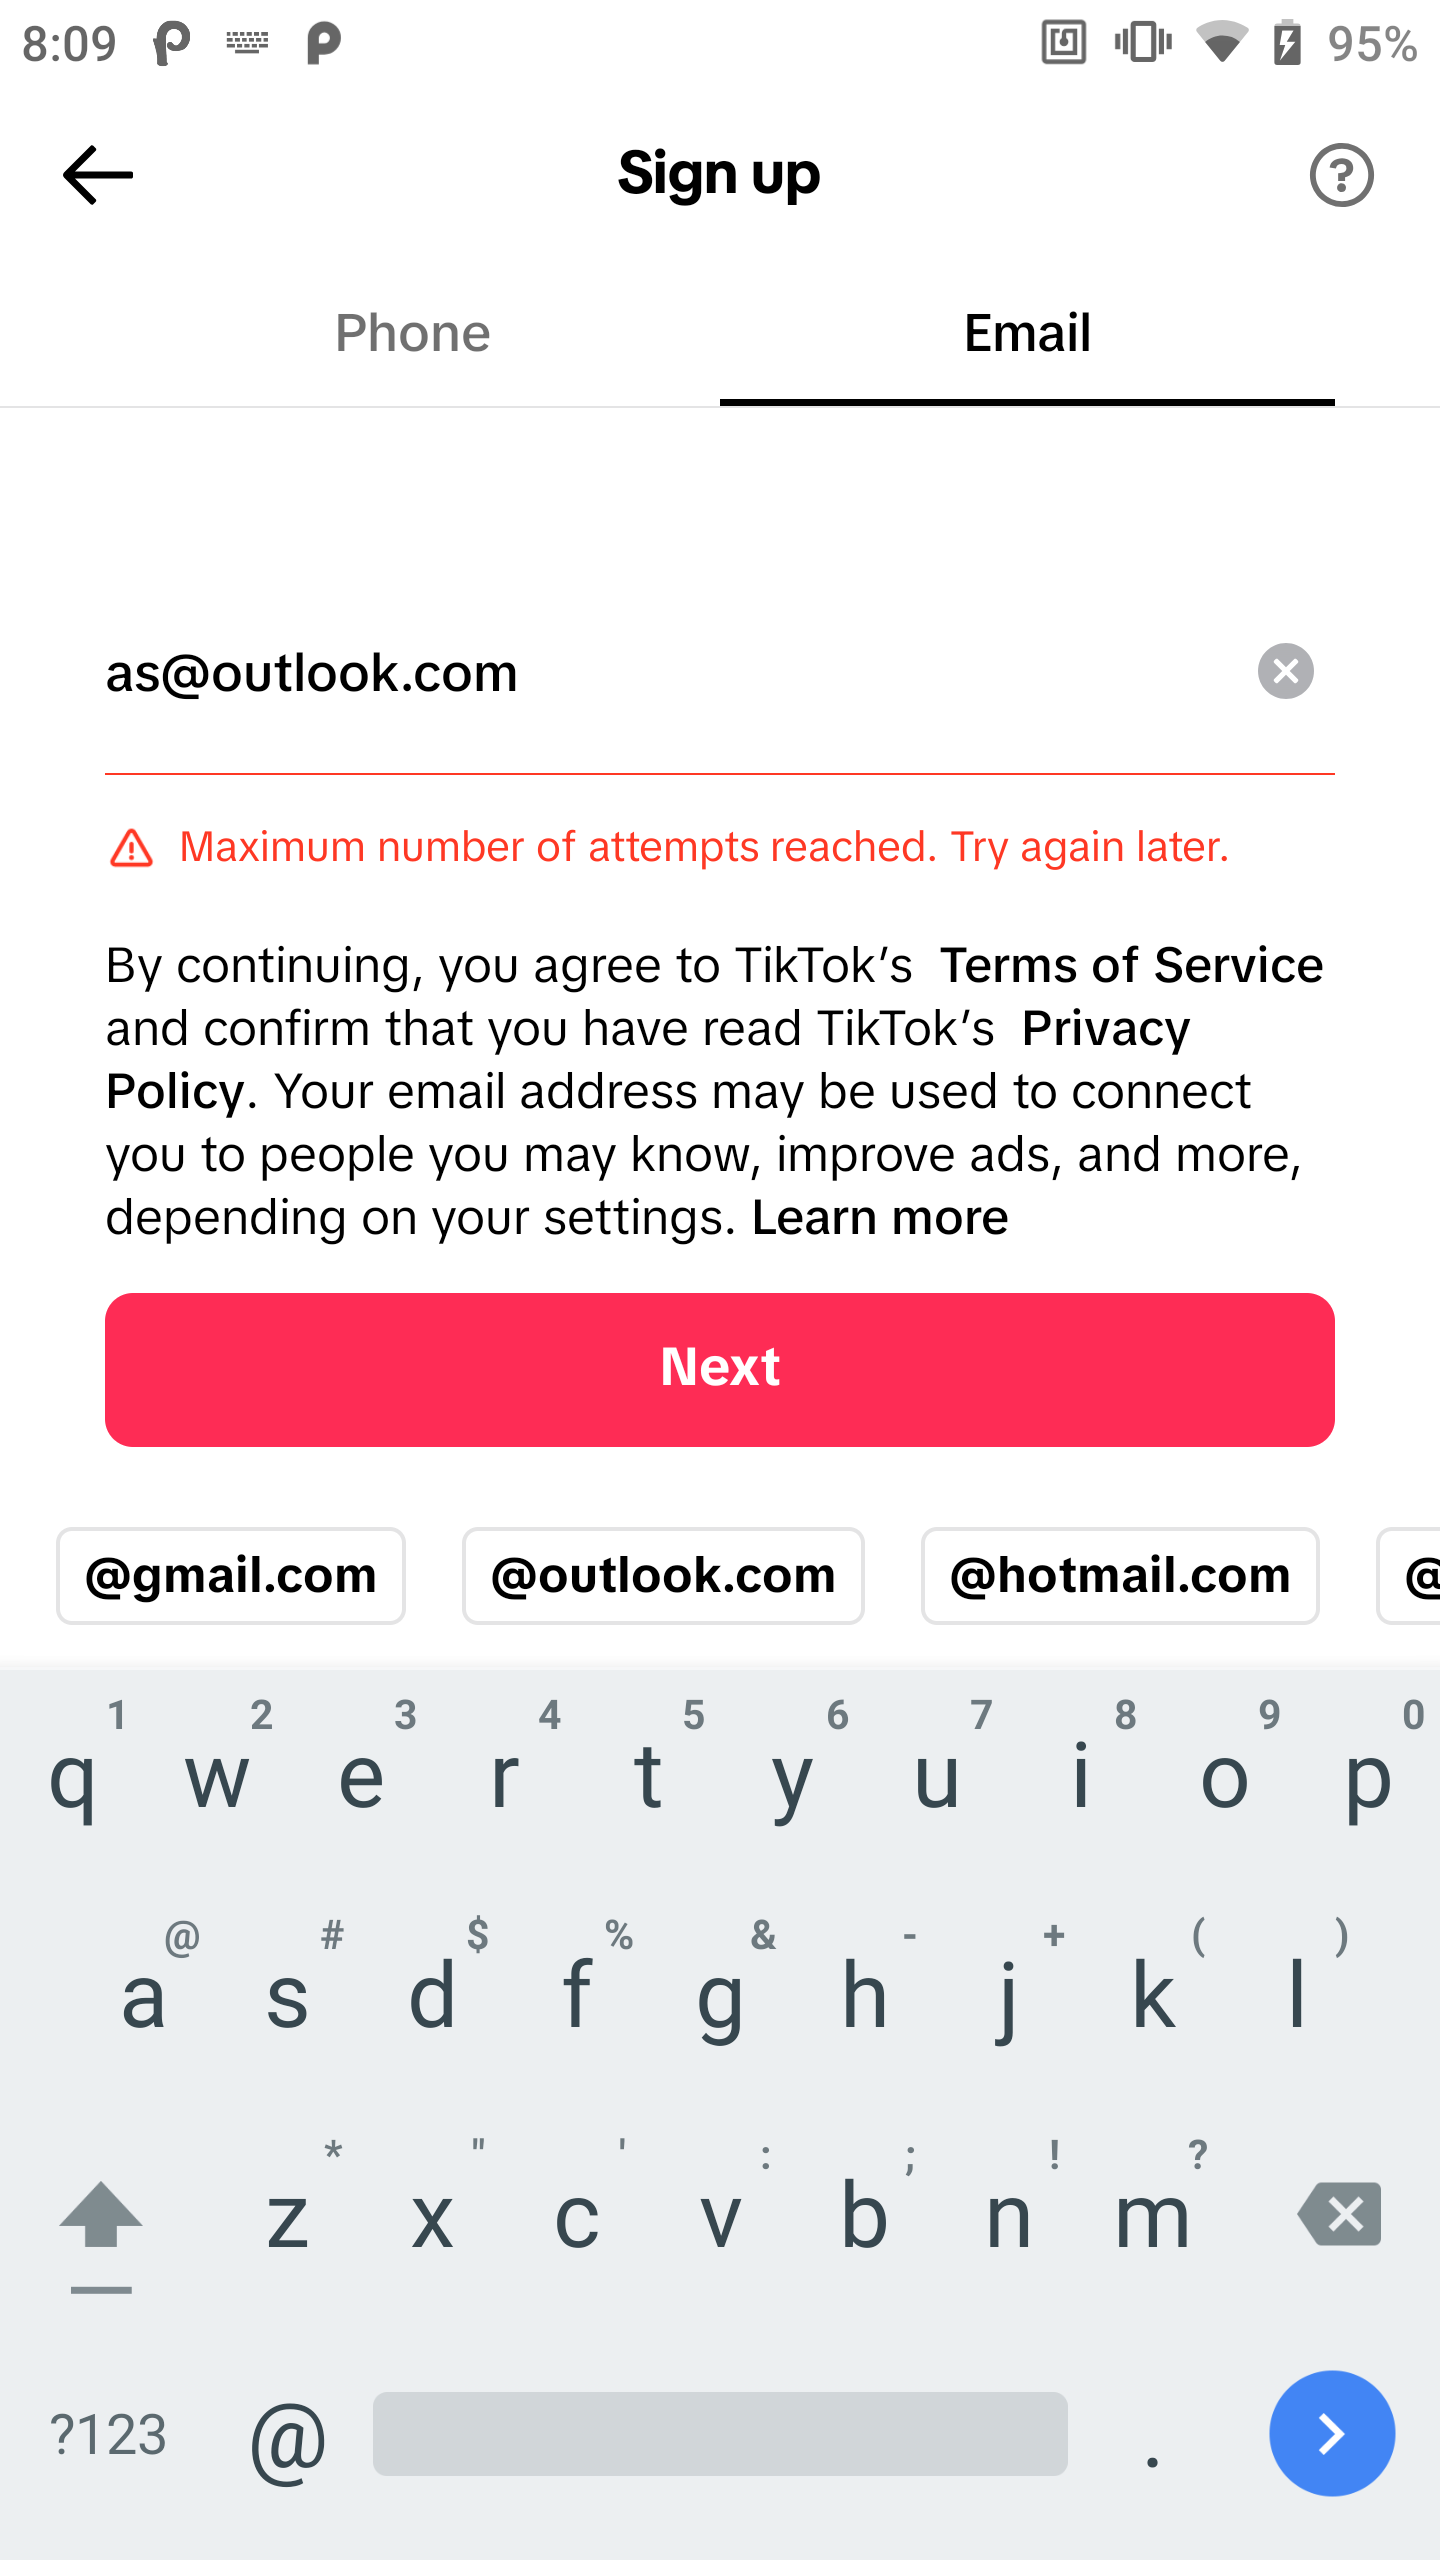 8:09
95%
Sign up
Phone
Email
as@outlook.com
Maximum number of attempts reached. Try again later.
By continuing, you agree to TikTok’s Terms of Service
and confirm that you have read TikTok’s Privacy
Policy. Your email address may be used to connect
you to people you may know, improve ads, and more,
depending on your settings. Learn more
Next
@gmail.com @outlook.com @hotmail.com @
1 2 3 4 5 6 7 8 9 0
q w e r t y u i o p
@ # $ % & - + ( )
a s d f g h j k l
* " ' : ; ! ?
z x c v b n m
?123 @ .